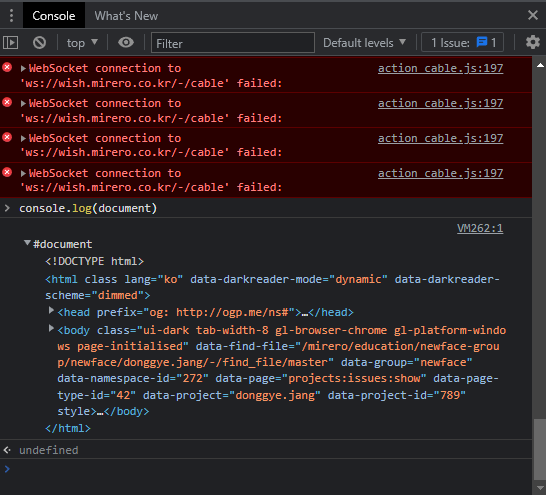 Console What's New
top Filter Default levels 1 Issue: 1
WebSocket connection to action_cable.js:197
'ws://wish.mirero.co.kr/-/cable' failed:
WebSocket connection to action_cable.js:197
'ws://wish.mirero.co.kr/-/cable' failed:
WebSocket connection to action_cable.js:197
'ws://wish.mirero.co.kr/-/cable' failed:
WebSocket connection to action_cable.js:197
'ws://wish.mirero.co.kr/-/cable' failed:
> console.log(document)
VM262:1
#document
<!DOCTYPE html>
<html class lang="ko" data-darkreader-mode="dynamic" data-darkreader-
scheme="dimmed">
<head prefix="og: http://ogp.me/ns#">…</head>
<body class="ui-dark tab-width-8 gl-browser-chrome gl-platform-windo
ws page-initialised" data-find-file="/mirero/education/newface-grou
p/newface/donggye.jang/-/find_file/master" data-group="newface"
data-namespace-id="272" data-page="projects:issues:show" data-page-
type-id="42" data-project="donggye.jang" data-project-id="789"
style>…</body>
</html>
undefined
>